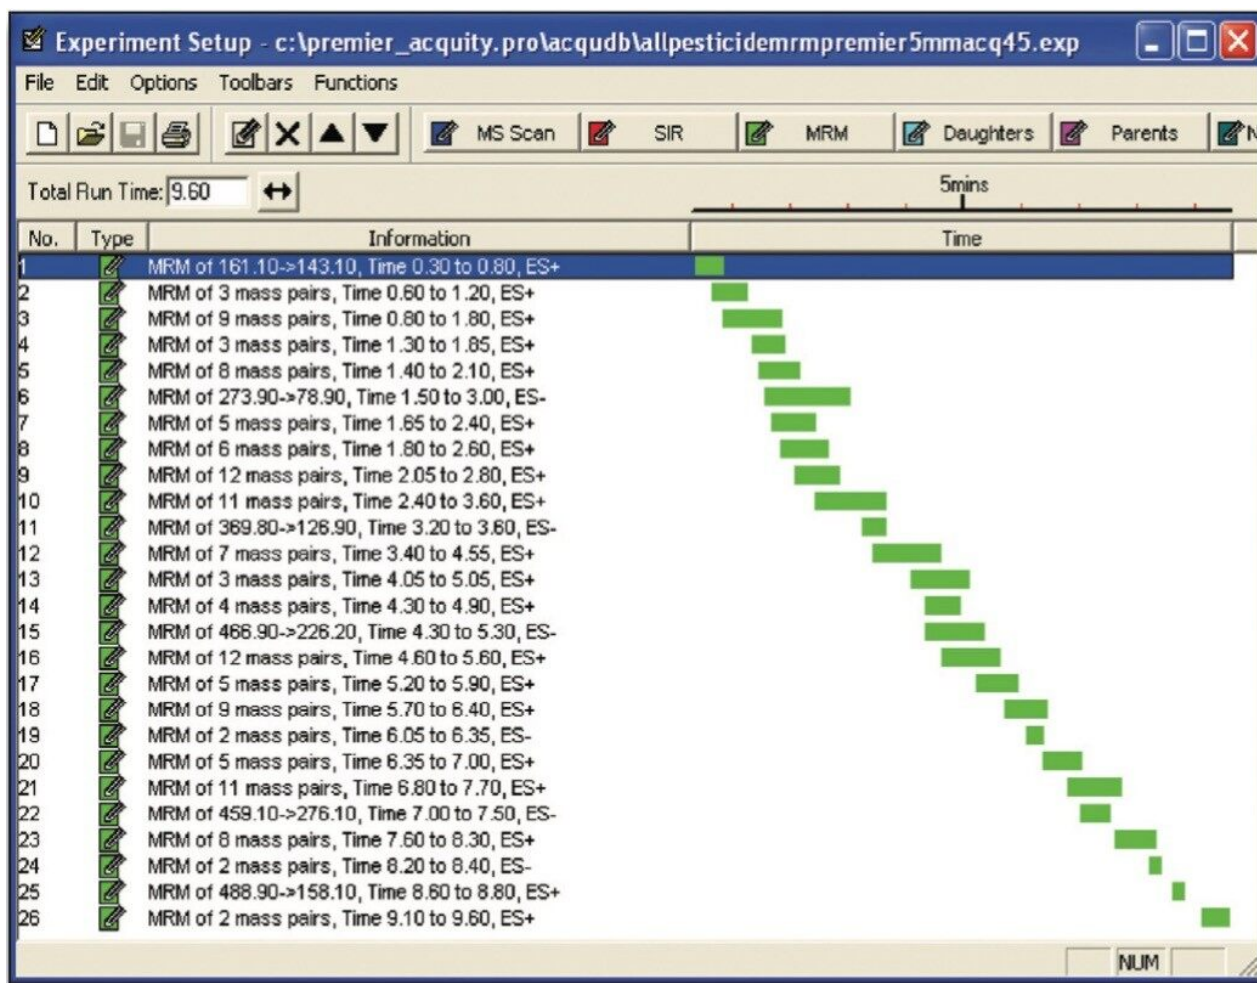 Experiment Setup - c:\premier_acquity.pro\acqudb\allpesticidemrmpremier5mmacq45.exp
File Edit Options Toolbars Functions
MS Scan SIR MRM Daughters Parents N
Total Run Time: 9.60 5mins
No. Type Information Time
1 MRM of 161.10->143.10, Time 0.30 to 0.80, ES+
2 MRM of 3 mass pairs, Time 0.60 to 1.20, ES+
3 MRM of 9 mass pairs, Time 0.80 to 1.80, ES+
4 MRM of 3 mass pairs, Time 1.30 to 1.85, ES+
5 MRM of 8 mass pairs, Time 1.40 to 2.10, ES+
6 MRM of 273.90->78.90, Time 1.50 to 3.00, ES-
7 MRM of 5 mass pairs, Time 1.65 to 2.40, ES+
8 MRM of 6 mass pairs, Time 1.80 to 2.60, ES+
9 MRM of 12 mass pairs, Time 2.05 to 2.80, ES+
10 MRM of 11 mass pairs, Time 2.40 to 3.60, ES+
11 MRM of 369.80->126.90, Time 3.20 to 3.60, ES-
12 MRM of 7 mass pairs, Time 3.40 to 4.55, ES+
13 MRM of 3 mass pairs, Time 4.05 to 5.05, ES+
14 MRM of 4 mass pairs, Time 4.30 to 4.90, ES+
15 MRM of 466.90->226.20, Time 4.30 to 5.30, ES-
16 MRM of 12 mass pairs, Time 4.60 to 5.60, ES+
17 MRM of 5 mass pairs, Time 5.20 to 5.90, ES+
18 MRM of 9 mass pairs, Time 5.70 to 6.40, ES+
19 MRM of 2 mass pairs, Time 6.05 to 6.35, ES-
20 MRM of 5 mass pairs, Time 6.35 to 7.00, ES+
21 MRM of 11 mass pairs, Time 6.80 to 7.70, ES+
22 MRM of 459.10->276.10, Time 7.00 to 7.50, ES-
23 MRM of 8 mass pairs, Time 7.60 to 8.30, ES+
24 MRM of 2 mass pairs, Time 8.20 to 8.40, ES-
25 MRM of 488.90->158.10, Time 8.60 to 8.80, ES+
26 MRM of 2 mass pairs, Time 9.10 to 9.60, ES+
NUM